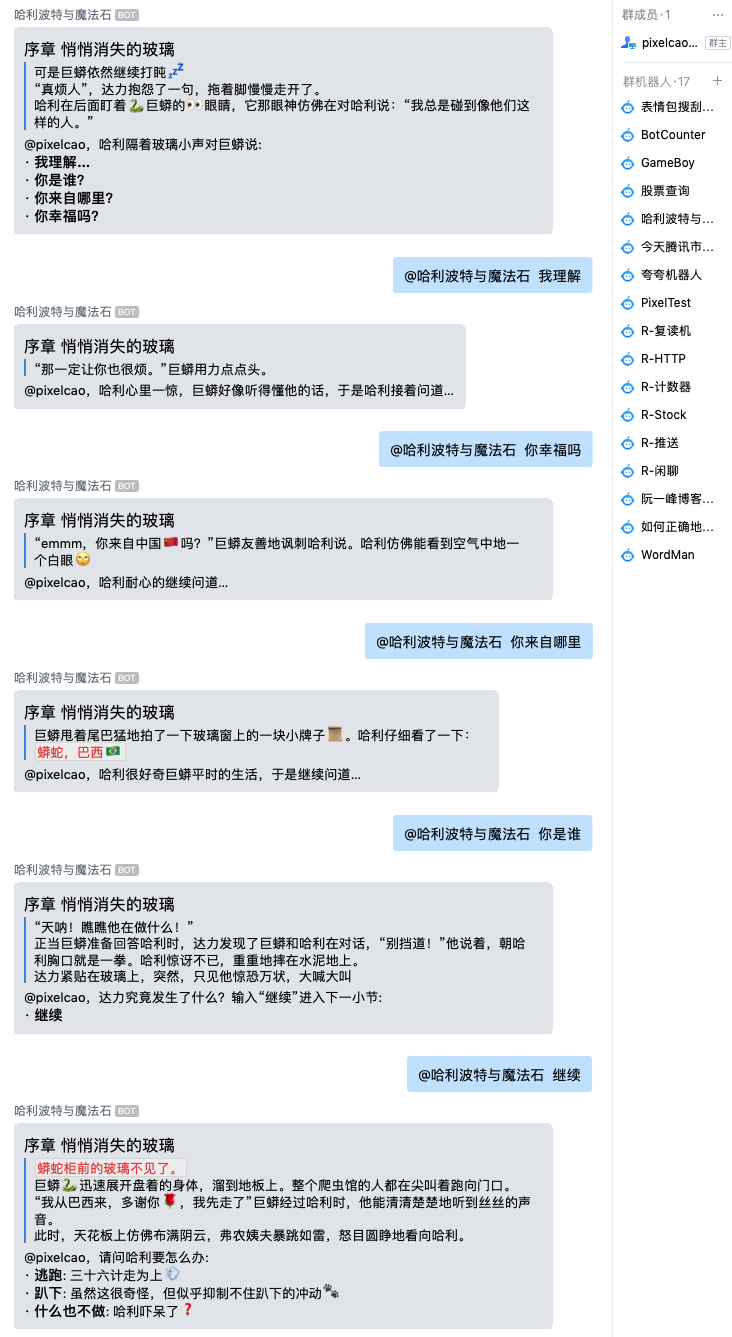 哈利波特与魔法石 BOT
序章 悄悄消失的玻璃
可是巨蟒依然继续打盹💤
“真烦人”，达力抱怨了一句，拖着脚慢慢走开了。
哈利在后面盯着🐍巨蟒的👀眼睛，它那眼神仿佛在对哈利说：“我总是碰到像他们这
样的人。”
@pixelcao，哈利隔着玻璃小声对巨蟒说:
· 我理解...
· 你是谁?
· 你来自哪里?
· 你幸福吗?
@哈利波特与魔法石 我理解
哈利波特与魔法石 BOT
序章 悄悄消失的玻璃
“那一定让你也很烦。”巨蟒用力点点头。
@pixelcao，哈利心里一惊，巨蟒好像听得懂他的话，于是哈利接着问道...
@哈利波特与魔法石 你幸福吗
哈利波特与魔法石 BOT
序章 悄悄消失的玻璃
“emmm，你来自中国🇨🇳吗？”巨蟒友善地讽刺哈利说。哈利仿佛能看到空气中地一
个白眼🙄
@pixelcao，哈利耐心的继续问道...
@哈利波特与魔法石 你来自哪里
哈利波特与魔法石 BOT
序章 悄悄消失的玻璃
巨蟒甩着尾巴猛地拍了一下玻璃窗上的一块小牌子📜。哈利仔细看了一下：
蟒蛇，巴西🇧🇷
@pixelcao，哈利很好奇巨蟒平时的生活，于是继续问道...
@哈利波特与魔法石 你是谁
哈利波特与魔法石 BOT
序章 悄悄消失的玻璃
“天呐！瞧瞧他在做什么！”
正当巨蟒准备回答哈利时，达力发现了巨蟒和哈利在对话，“别挡道！”他说着，朝哈
利胸口就是一拳。哈利惊讶不已，重重地摔在水泥地上。
达力紧贴在玻璃上，突然，只见他惊恐万状，大喊大叫
@pixelcao，达力究竟发生了什么？输入“继续”进入下一小节:
· 继续
@哈利波特与魔法石 继续
哈利波特与魔法石 BOT
序章 悄悄消失的玻璃
蟒蛇柜前的玻璃不见了。
巨蟒🐍迅速展开盘着的身体，溜到地板上。整个爬虫馆的人都在尖叫着跑向门口。
“我从巴西来，多谢你🌹，我先走了”巨蟒经过哈利时，他能清清楚楚地听到丝丝的声
音。
此时，天花板上仿佛布满阴云，弗农姨夫暴跳如雷，怒目圆睁地看向哈利。
@pixelcao，请问哈利要怎么办:
· 逃跑: 三十六计走为上💨
· 趴下: 虽然这很奇怪，但似乎抑制不住趴下的冲动🐾
· 什么也不做: 哈利吓呆了❓
群成员·1 ...
pixelcao... 群主
群机器人·17 +
表情包搜刮...
BotCounter
GameBoy
股票查询
哈利波特与...
今天腾讯市...
夸夸机器人
PixelTest
R-复读机
R-HTTP
R-计数器
R-Stock
R-推送
R-闲聊
阮一峰博客...
如何正确地...
WordMan